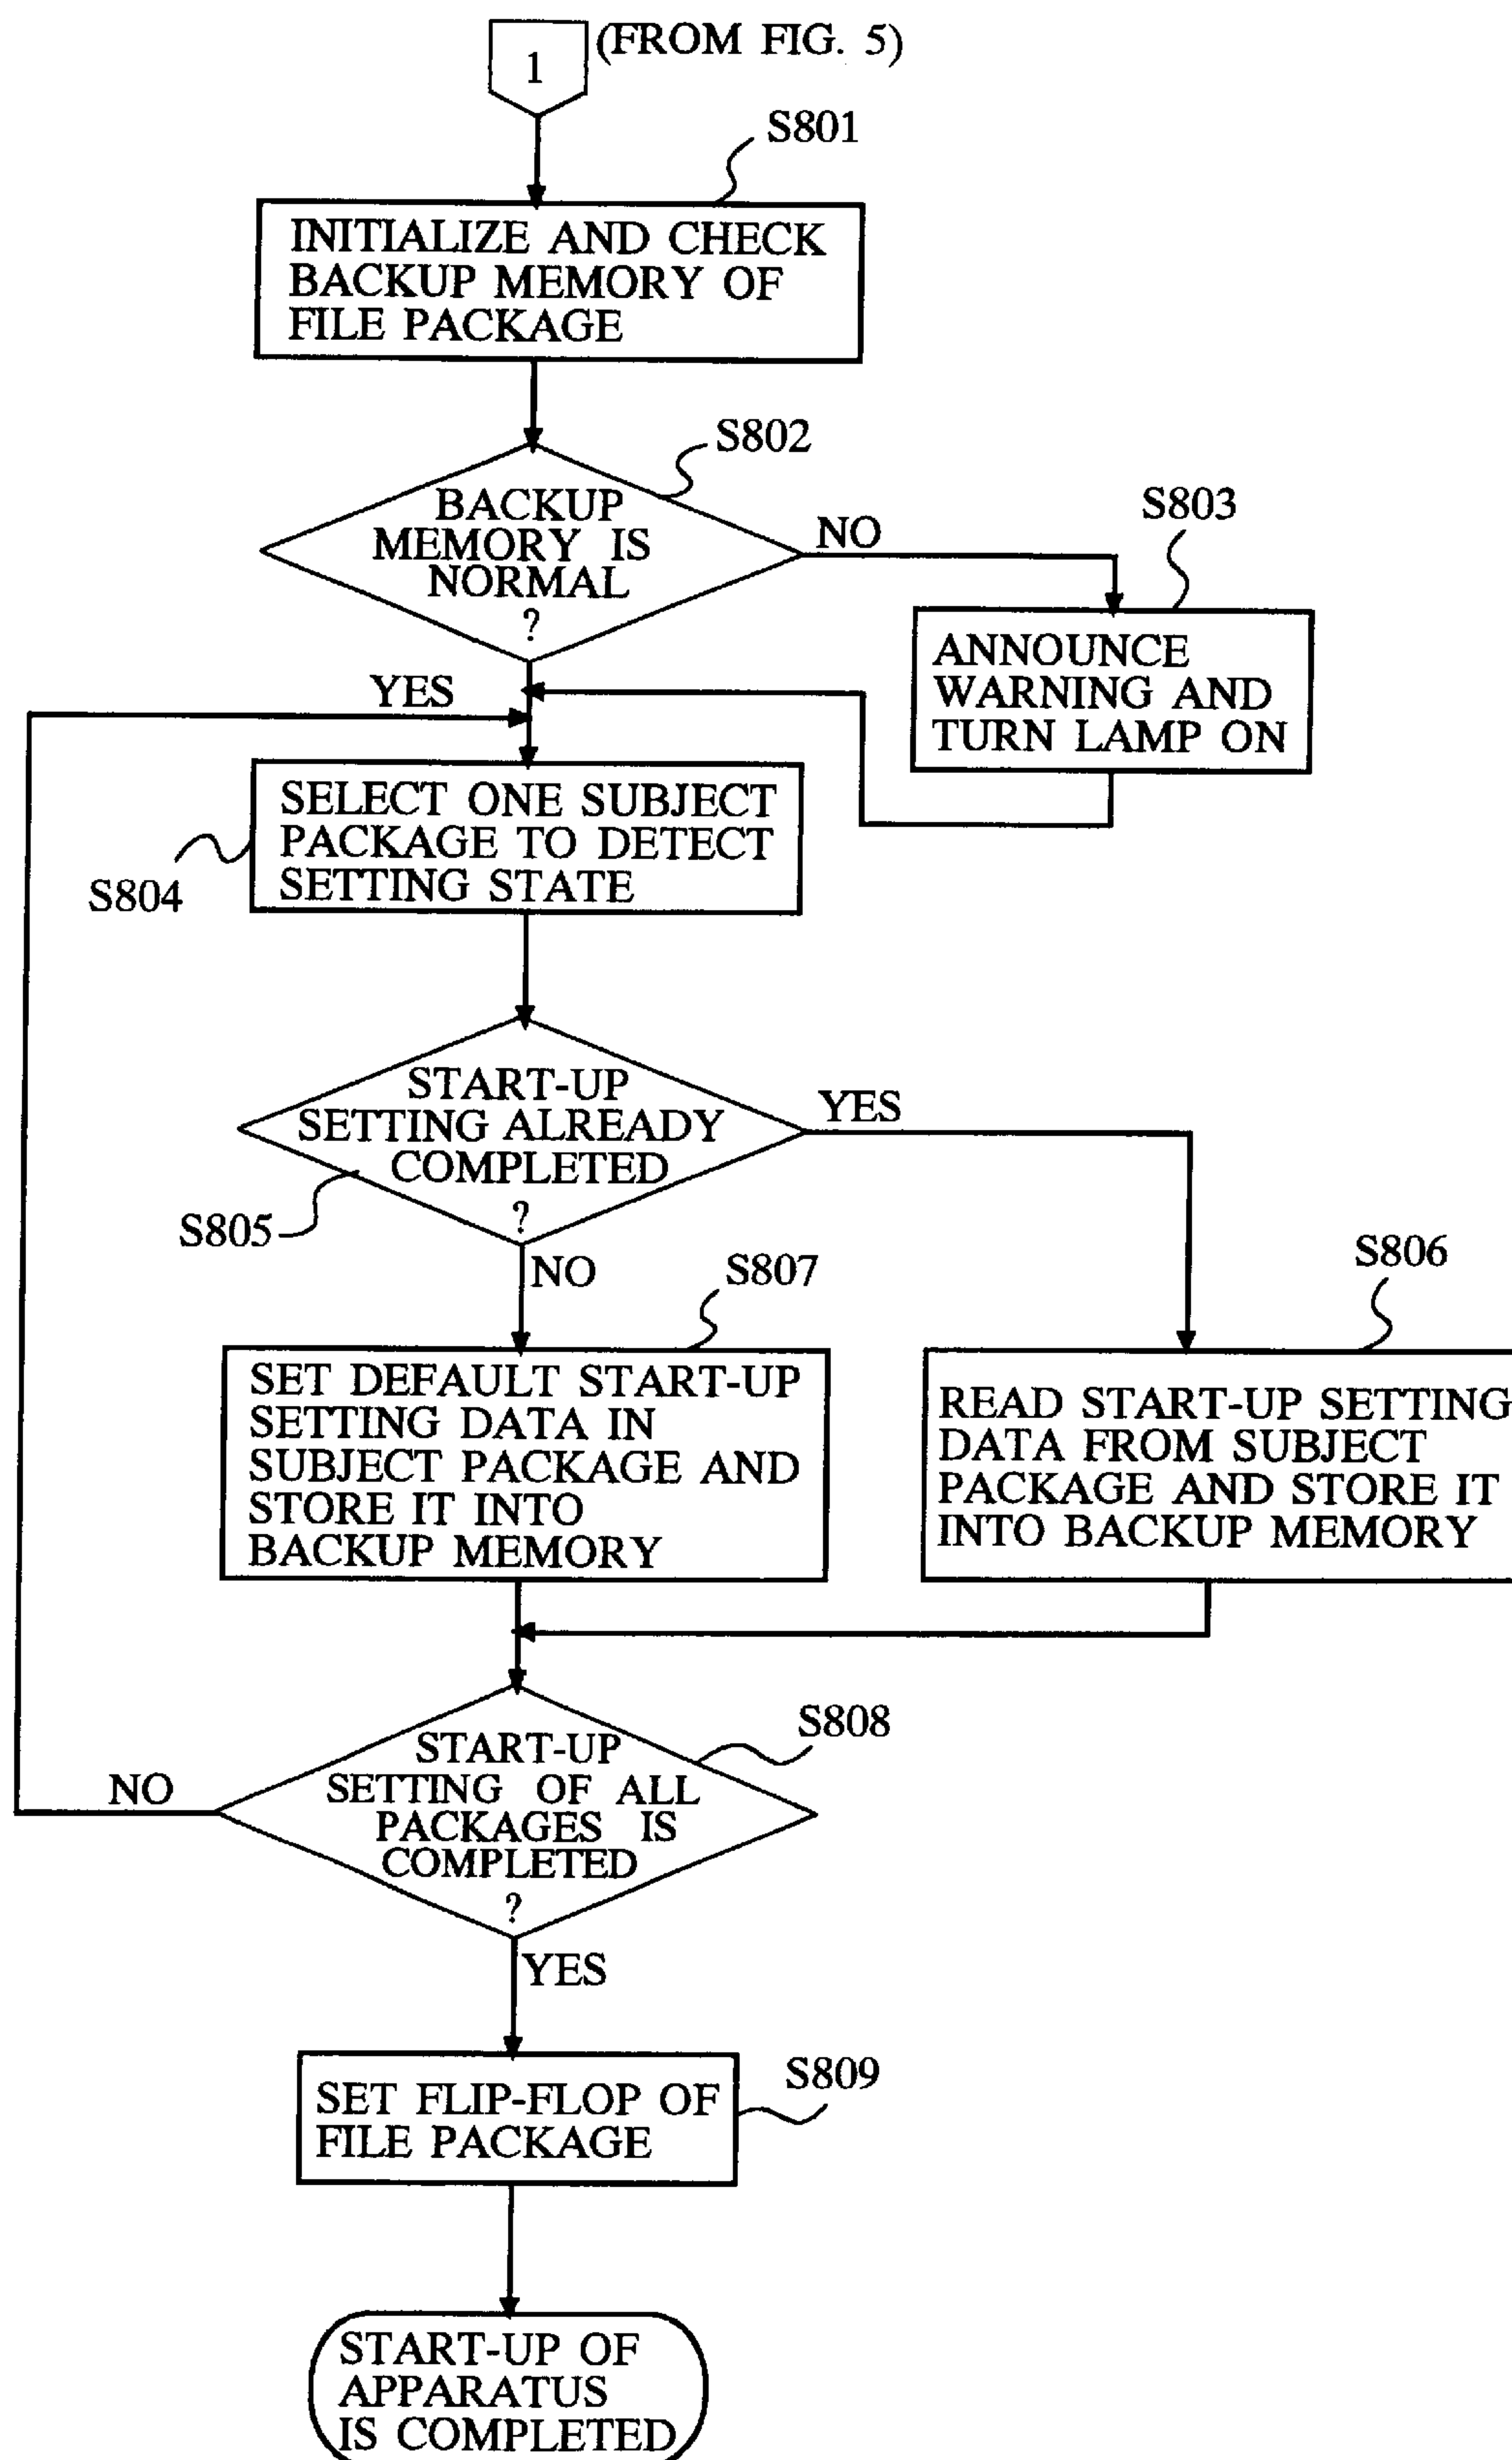 (FROM FIG. 5)
1
S801
INITIALIZE AND CHECK
BACKUP MEMORY OF
FILE PACKAGE
S802
BACKUP
MEMORY IS
NORMAL
?
NO
S803
ANNOUNCE
WARNING AND
TURN LAMP ON
YES
SELECT ONE SUBJECT
PACKAGE TO DETECT
SETTING STATE
S804
START-UP
SETTING ALREADY
COMPLETED
?
YES
S805
NO
S807
S806
SET DEFAULT START-UP
SETTING DATA IN
SUBJECT PACKAGE AND
STORE IT INTO
BACKUP MEMORY
READ START-UP SETTING
DATA FROM SUBJECT
PACKAGE AND STORE IT
INTO BACKUP MEMORY
S808
START-UP
SETTING OF ALL
PACKAGES IS
COMPLETED
?
NO
YES
S809
SET FLIP-FLOP OF
FILE PACKAGE
START-UP OF
APPARATUS
IS COMPLETED